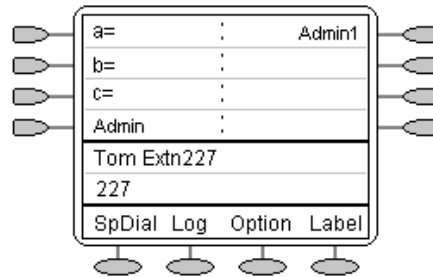 a= : Admin1
b= :
c= :
Admin :
Tom Extn227
227
SpDial Log Option Label